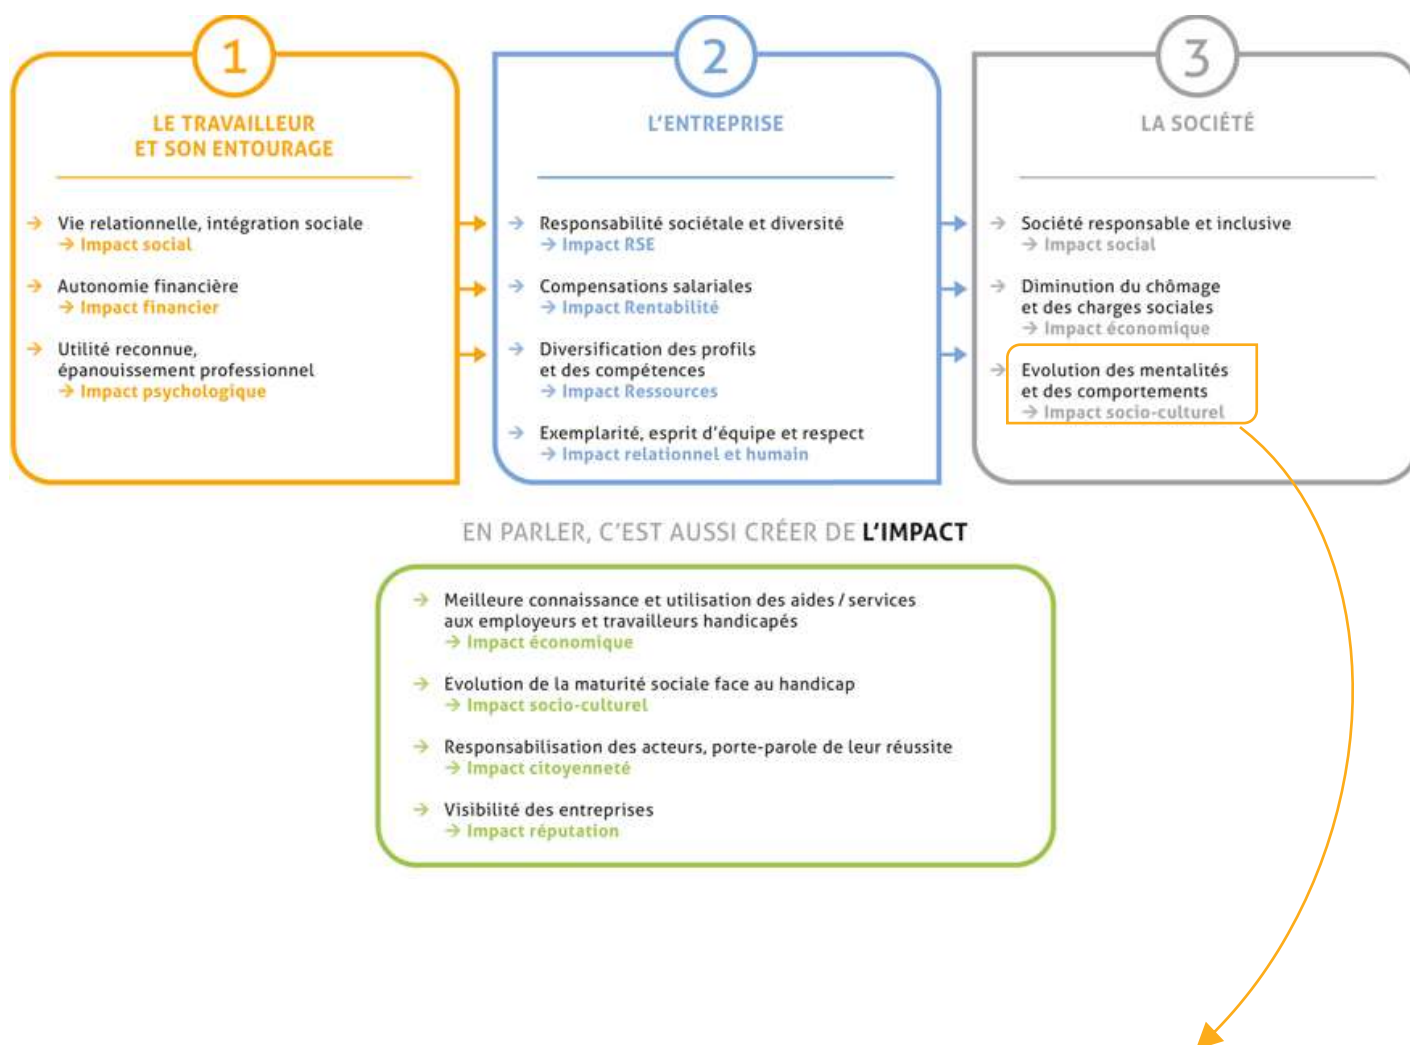 1
LE TRAVAILLEUR
ET SON ENTOURAGE
→ Vie relationnelle, intégration sociale
→ Impact social
→ Autonomie financière
→ Impact financier
→ Utilité reconnue,
épanouissement professionnel
→ Impact psychologique
2
L'ENTREPRISE
→ Responsabilité sociétale et diversité
→ Impact RSE
→ Compensations salariales
→ Impact Rentabilité
→ Diversification des profils
et des compétences
→ Impact Ressources
→ Exemplarité, esprit d'équipe et respect
→ Impact relationnel et humain
3
LA SOCIÉTÉ
→ Société responsable et inclusive
→ Impact social
→ Diminution du chômage
et des charges sociales
→ Impact économique
→ Evolution des mentalités
et des comportements
→ Impact socio-culturel
EN PARLER, C'EST AUSSI CRÉER DE L'IMPACT
→ Meilleure connaissance et utilisation des aides / services
aux employeurs et travailleurs handicapés
→ Impact économique
→ Evolution de la maturité sociale face au handicap
→ Impact socio-culturel
→ Responsabilisation des acteurs, porte-parole de leur réussite
→ Impact citoyenneté
→ Visibilité des entreprises
→ Impact réputation